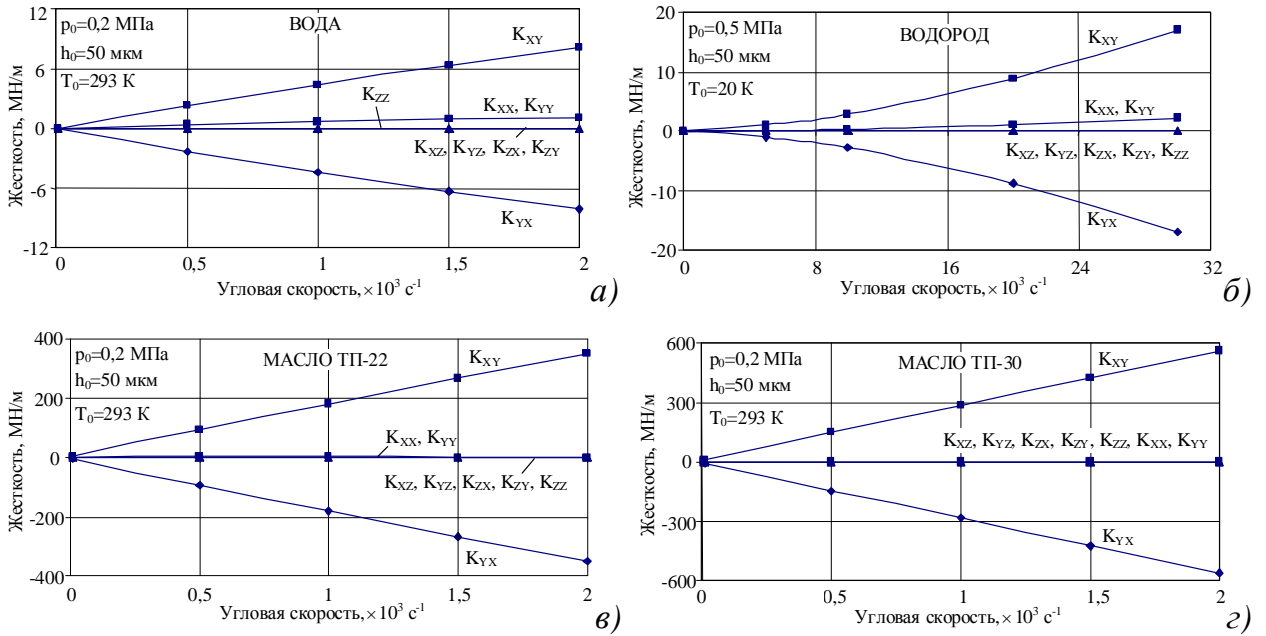 p₀=0,2 МПа
h₀=50 мкм
T₀=293 К
ВОДА
K_XY
K_ZZ
K_XX, K_YY
K_XZ, K_YZ, K_ZX, K_ZY
K_YX
Жесткость, МН/м
12
6
0
-6
-12
0
0,5
1
1,5
2
Угловая скорость, ×10³ с⁻¹
а)
p₀=0,5 МПа
h₀=50 мкм
T₀=20 К
ВОДОРОД
K_XY
K_XX, K_YY
K_XZ, K_YZ, K_ZX, K_ZY, K_ZZ
K_YX
Жесткость, МН/м
20
10
0
-10
-20
0
8
16
24
32
Угловая скорость, ×10³ с⁻¹
б)
p₀=0,2 МПа
h₀=50 мкм
T₀=293 К
МАСЛО ТП-22
K_XY
K_XX, K_YY
K_XZ, K_YZ, K_ZX, K_ZY, K_ZZ
K_YX
Жесткость, МН/м
400
200
0
-200
-400
0
0,5
1
1,5
2
Угловая скорость, ×10³ с⁻¹
в)
p₀=0,2 МПа
h₀=50 мкм
T₀=293 К
МАСЛО ТП-30
K_XY
K_XZ, K_YZ, K_ZX, K_ZY, K_ZZ, K_XX, K_YY
K_YX
Жесткость, МН/м
600
300
0
-300
-600
0
0,5
1
1,5
2
Угловая скорость, ×10³ с⁻¹
г)